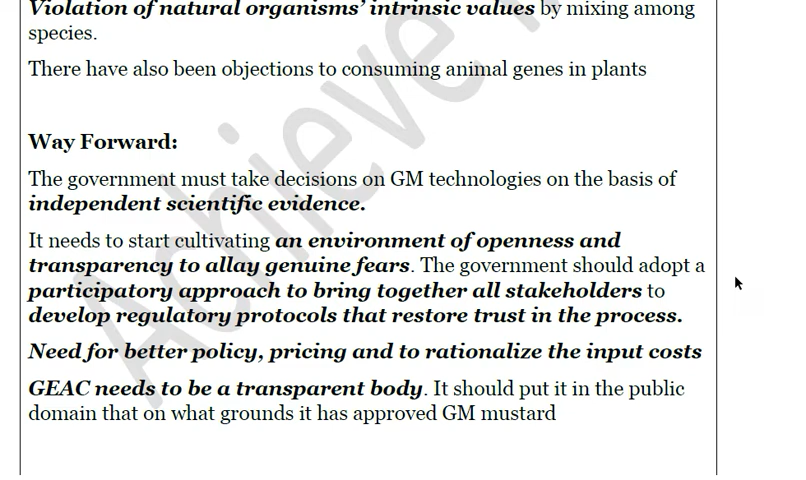 Violation of natural organisms' intrinsic values by mixing among
species.
There have also been objections to consuming animal genes in plants
Way Forward:
The government must take decisions on GM technologies on the basis of
independent scientific evidence.
It needs to start cultivating an environment of openness and
transparency to allay genuine fears. The government should adopt a
participatory approach to bring together all stakeholders to
develop regulatory protocols that restore trust in the process.
Need for better policy, pricing and to rationalize the input costs
GEAC needs to be a transparent body. It should put it in the public
domain that on what grounds it has approved GM mustard
Achieve